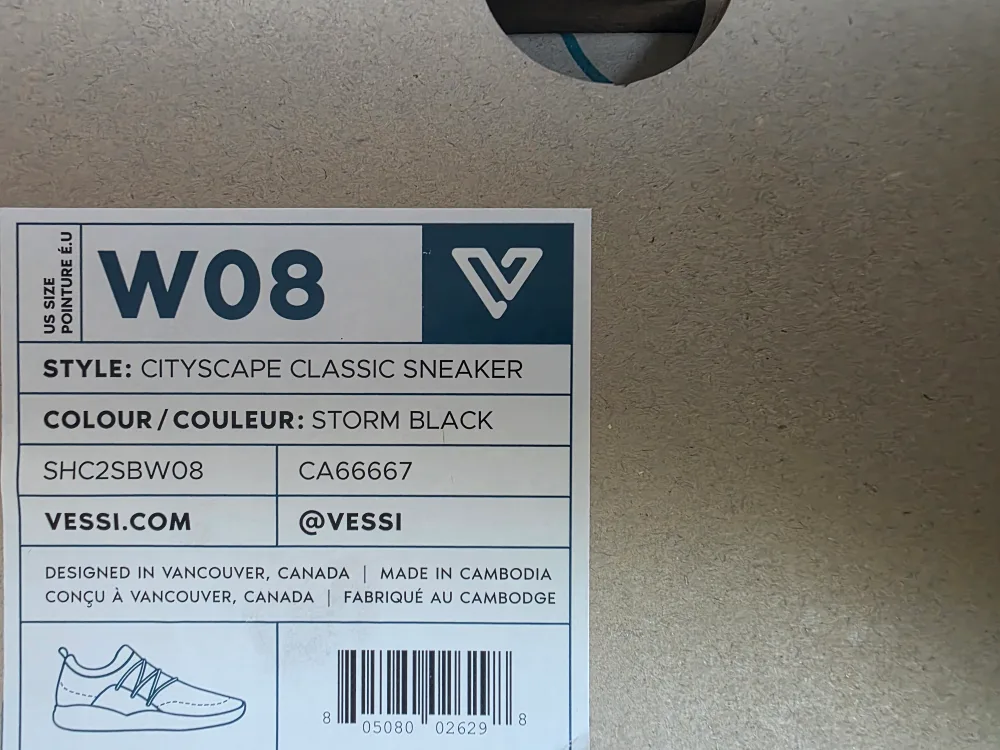 US SIZE
POINTURE É.U
W08
STYLE: CITYSCAPE CLASSIC SNEAKER
COLOUR / COULEUR: STORM BLACK
SHC2SBW08
CA66667
VESSI.COM
@VESSI
DESIGNED IN VANCOUVER, CANADA | MADE IN CAMBODIA
CONÇU À VANCOUVER, CANADA | FABRIQUÉ AU CAMBODGE
8 05080 02629 8